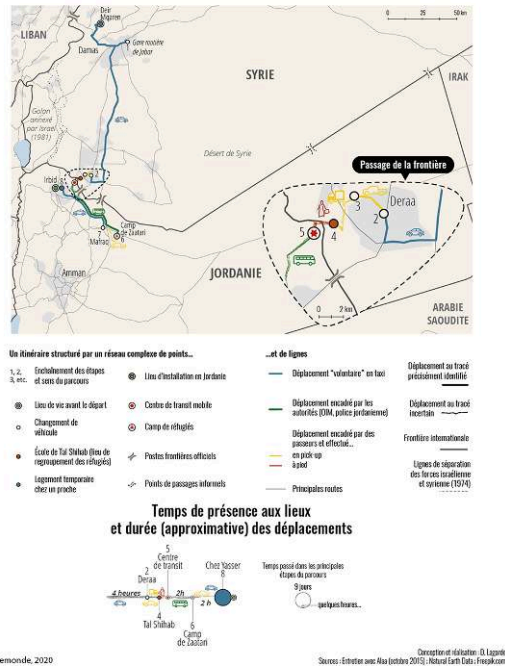 0 25 50 km
Deir
Muqaren
LIBAN
Damas
Gare routière
de Jabar
SYRIE
IRAK
Golan
annexé
par Israël
(1981)
Désert de Syrie
Passage de la frontière
Irbid
Deraa
3
2
5
4
7
Mafraq
Camp
de Zaatari
6
Amman
JORDANIE
0 2 km
ARABIE
SAOUDITE
Un itinéraire structuré par un réseau complexe de points...
1, 2,
3, etc.
Enchaînement des étapes
et sens du parcours
Lieu de vie avant le départ
Changement de
véhicule
École de Tal Shihab (lieu de
regroupement des réfugiés)
Logement temporaire
chez un proche
Lieu d'installation en Jordanie
Centre de transit mobile
Camp de réfugiés
Postes frontières officiels
Points de passages informels
...et de lignes
Déplacement "volontaire" en taxi
Déplacement encadré par les
autorités (OIM, police jordanienne)
Déplacement encadré par des
passeurs et effectué...
en pick-up
à pied
Principales routes
Déplacement au tracé
précisément identifié
Déplacement au tracé
incertain
Frontière internationale
Lignes de séparation
des forces israélienne
et syrienne (1974)
Temps de présence aux lieux
et durée (approximative) des déplacements
5
Centre
de transit
2
Deraa
Chez Yasser
8
4 heures
2h
2 h
4
Tal Shihab
6
Camp
de Zaatari
Temps passé dans les principales
étapes du parcours
9 jours
quelques heures...
emonde, 2020
Conception et réalisation : D. Lagarde
Sources : Entretien avec Alaa (octobre 2015) ; Natural Earth Data ; Freepik.com